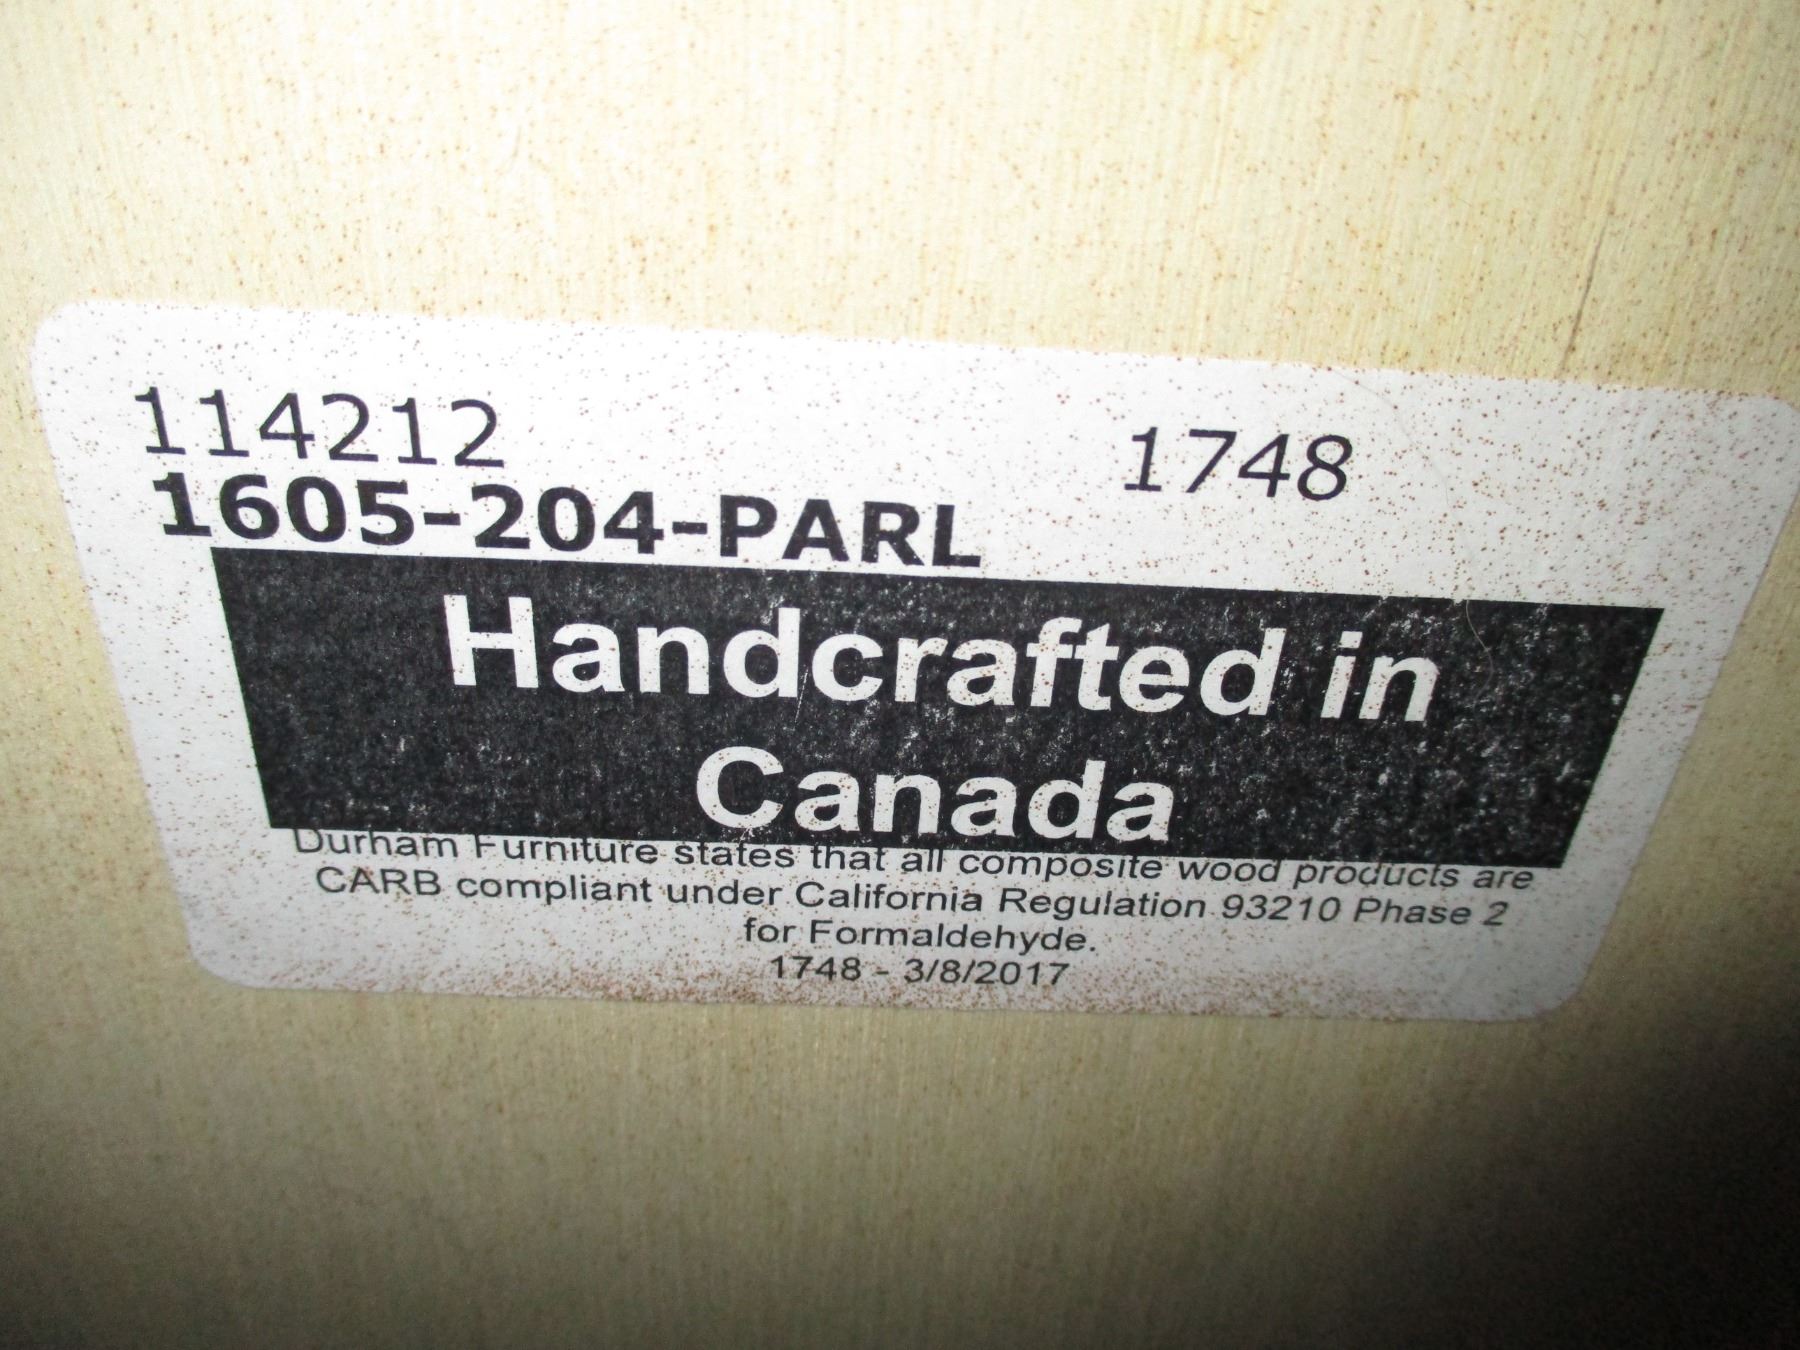 114212 1748
1605-204-PARL
Handcrafted in
Canada
Durham Furniture states that all composite wood products are
CARB compliant under California Regulation 93210 Phase 2
for Formaldehyde.
1748 - 3/8/2017